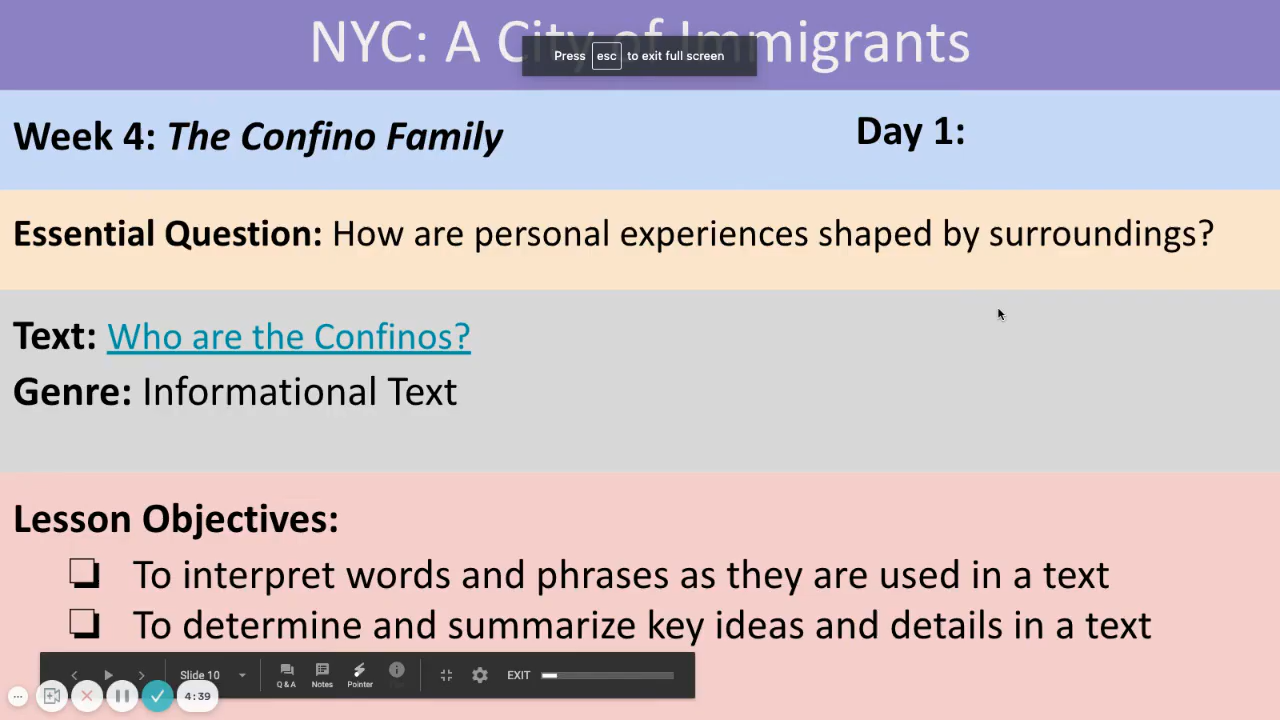 NYC: A City of Immigrants
Press esc to exit full screen
Week 4: The Confino Family
Day 1:
Essential Question: How are personal experiences shaped by surroundings?
Text: Who are the Confinos?
Genre: Informational Text
Lesson Objectives:
❏ To interpret words and phrases as they are used in a text
❏ To determine and summarize key ideas and details in a text
Slide 10
Q & A
Notes
Pointer
EXIT
4:39